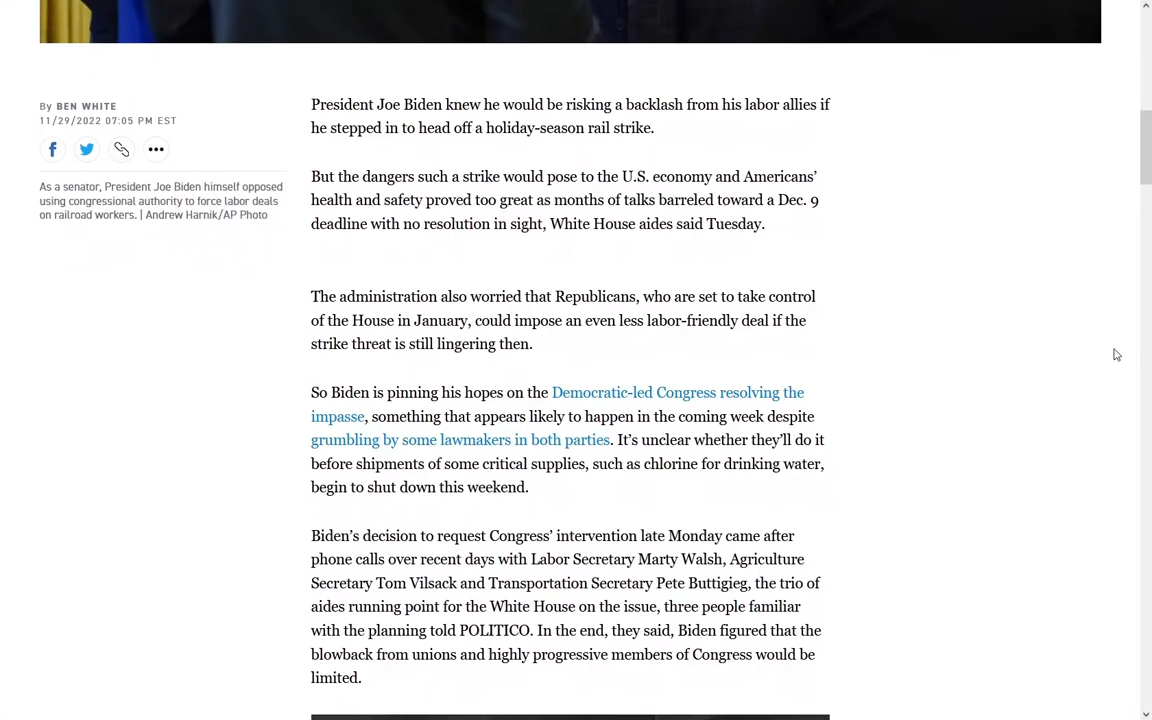 By BEN WHITE
11/29/2022 07:05 PM EST
As a senator, President Joe Biden himself opposed
using congressional authority to force labor deals
on railroad workers. | Andrew Harnik/AP Photo
President Joe Biden knew he would be risking a backlash from his labor allies if
he stepped in to head off a holiday-season rail strike.
But the dangers such a strike would pose to the U.S. economy and Americans’
health and safety proved too great as months of talks barreled toward a Dec. 9
deadline with no resolution in sight, White House aides said Tuesday.
The administration also worried that Republicans, who are set to take control
of the House in January, could impose an even less labor-friendly deal if the
strike threat is still lingering then.
So Biden is pinning his hopes on the Democratic-led Congress resolving the
impasse, something that appears likely to happen in the coming week despite
grumbling by some lawmakers in both parties. It’s unclear whether they’ll do it
before shipments of some critical supplies, such as chlorine for drinking water,
begin to shut down this weekend.
Biden’s decision to request Congress’ intervention late Monday came after
phone calls over recent days with Labor Secretary Marty Walsh, Agriculture
Secretary Tom Vilsack and Transportation Secretary Pete Buttigieg, the trio of
aides running point for the White House on the issue, three people familiar
with the planning told POLITICO. In the end, they said, Biden figured that the
blowback from unions and highly progressive members of Congress would be
limited.